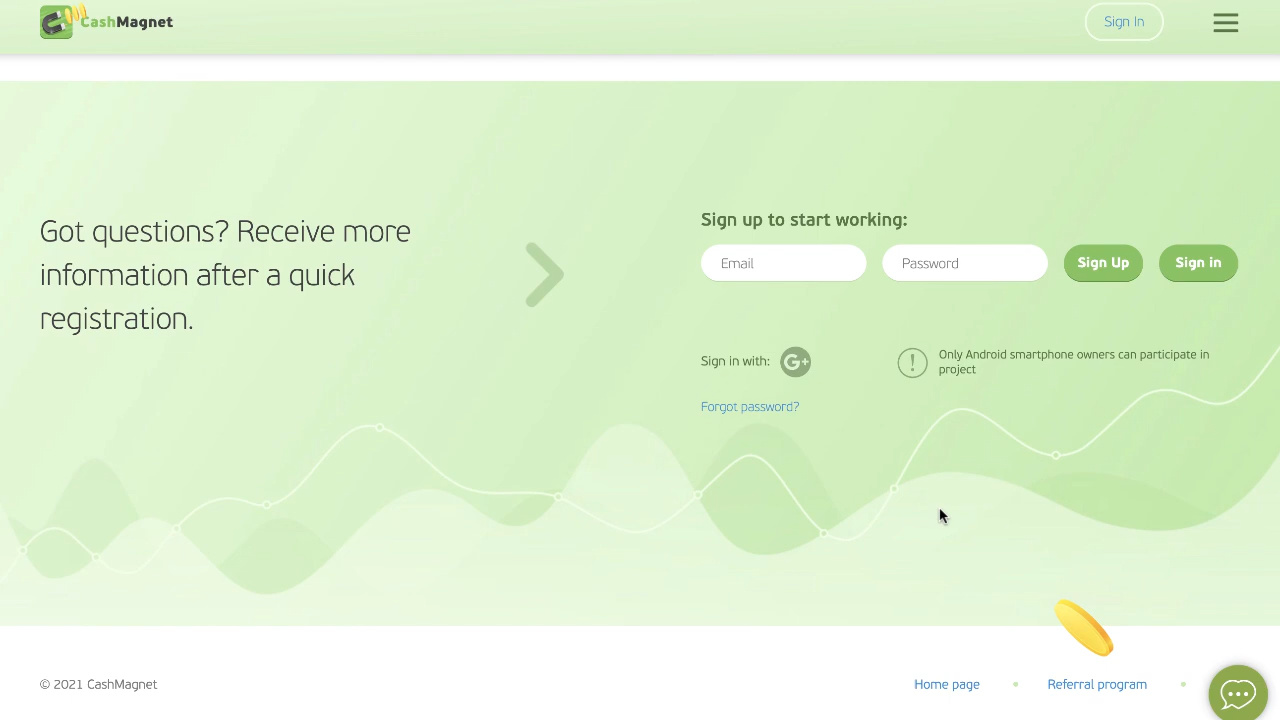 CashMagnet
Sign In
Got questions? Receive more
information after a quick
registration.
Sign up to start working:
Email
Password
Sign Up
Sign in
Sign in with:
G+
Only Android smartphone owners can participate in
project
Forgot password?
© 2021 CashMagnet
Home page
Referral program